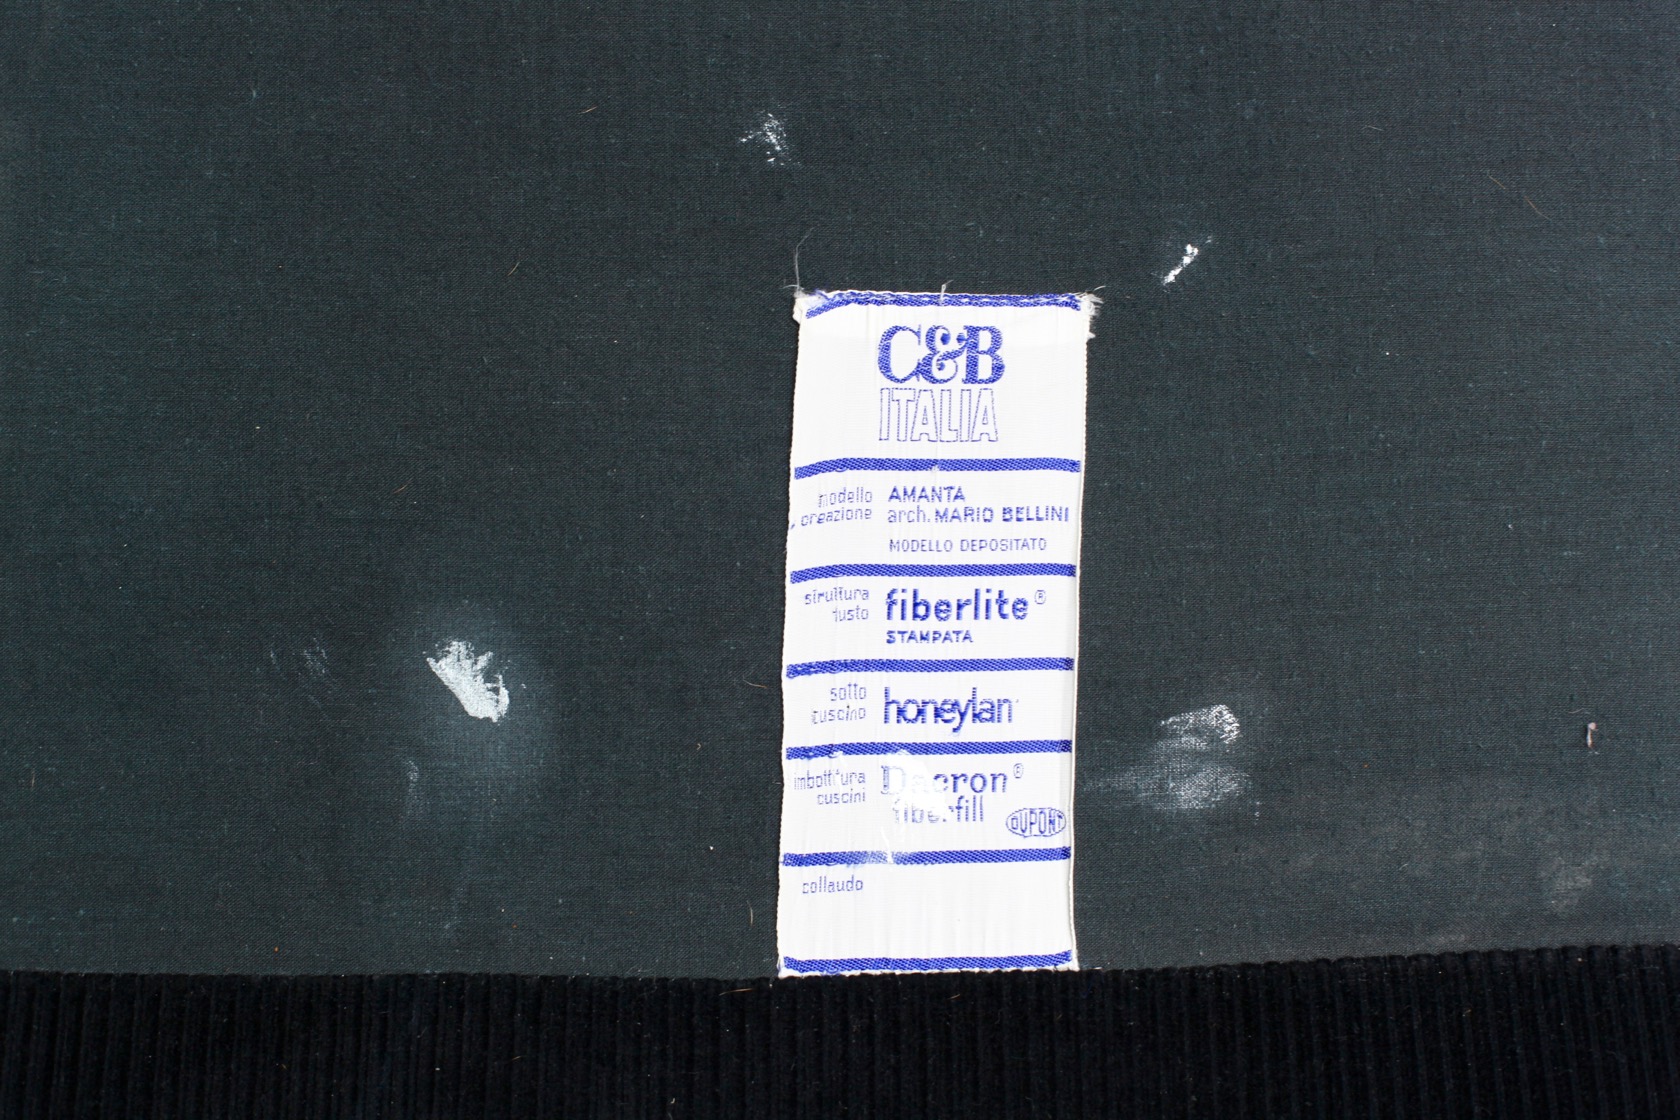 C&B
ITALIA
modello AMANTA
creazione arch. MARIO BELLINI
MODELLO DEPOSITATO
struttura fiberlite®
fusto STAMPATA
sotto cuscino honeylan
imbottitura Dacron®
cuscini fiberfill
DUPONT
collaudo